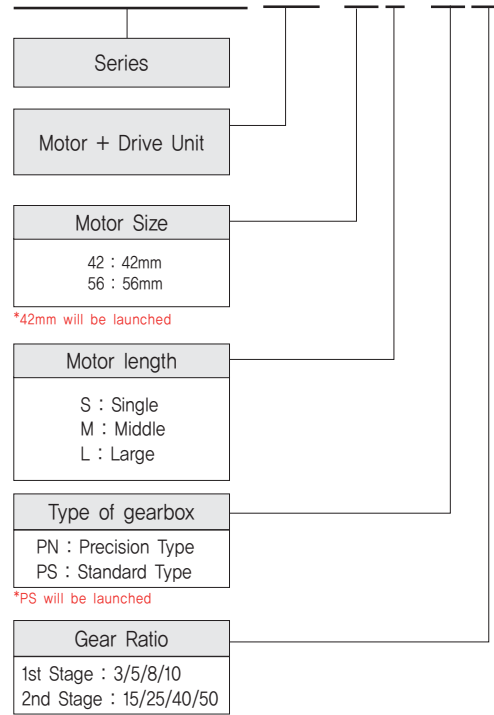 Series
Motor + Drive Unit
Motor Size
42 : 42mm
56 : 56mm
*42mm will be launched
Motor length
S : Single
M : Middle
L : Large
Type of gearbox
PN : Precision Type
PS : Standard Type
*PS will be launched
Gear Ratio
1st Stage : 3/5/8/10
2nd Stage : 15/25/40/50